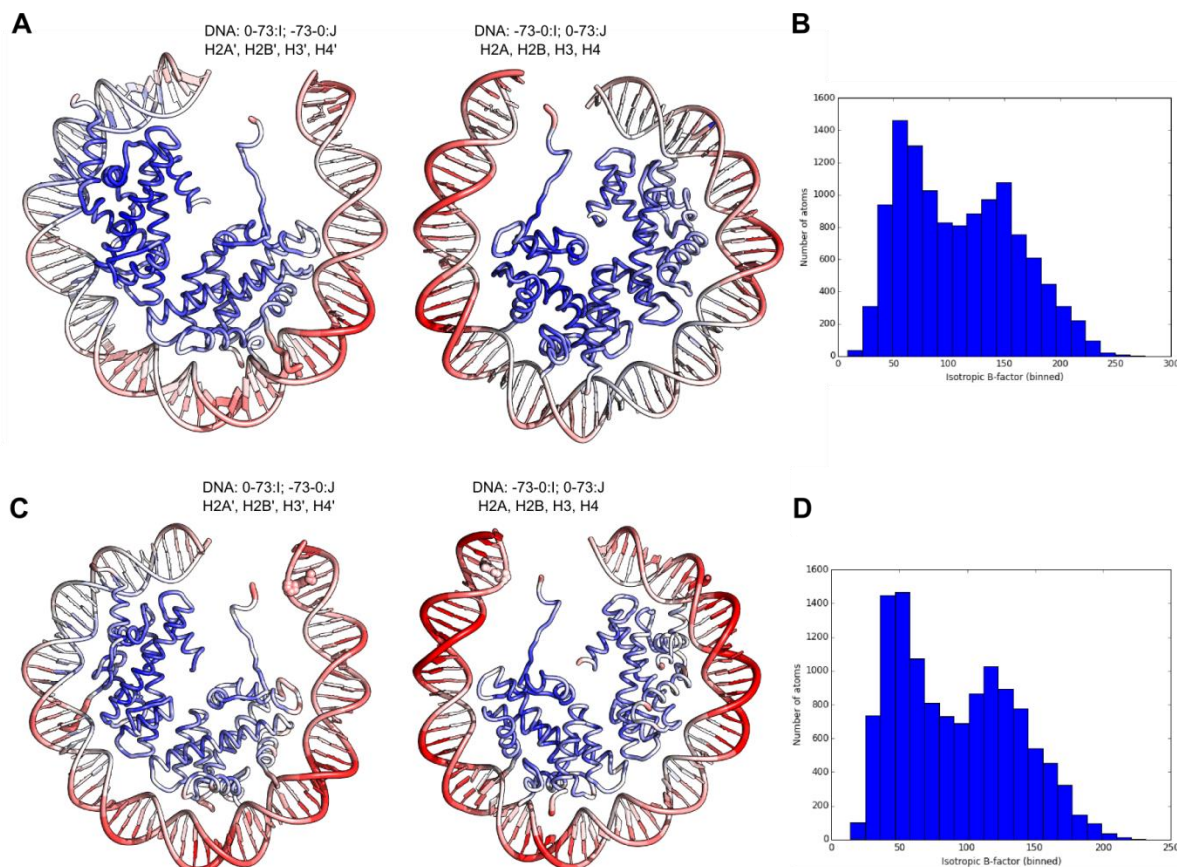 A
DNA: 0-73:I; -73-0:J
H2A', H2B', H3', H4'
DNA: -73-0:I; 0-73:J
H2A, H2B, H3, H4
B
1600
1400
1200
1000
800
600
400
200
0
Number of atoms
0 50 100 150 200 250 300
Isotropic B-factor (binned)
C
DNA: 0-73:I; -73-0:J
H2A', H2B', H3', H4'
DNA: -73-0:I; 0-73:J
H2A, H2B, H3, H4
D
1600
1400
1200
1000
800
600
400
200
0
Number of atoms
0 50 100 150 200 250
Isotropic B-factor (binned)